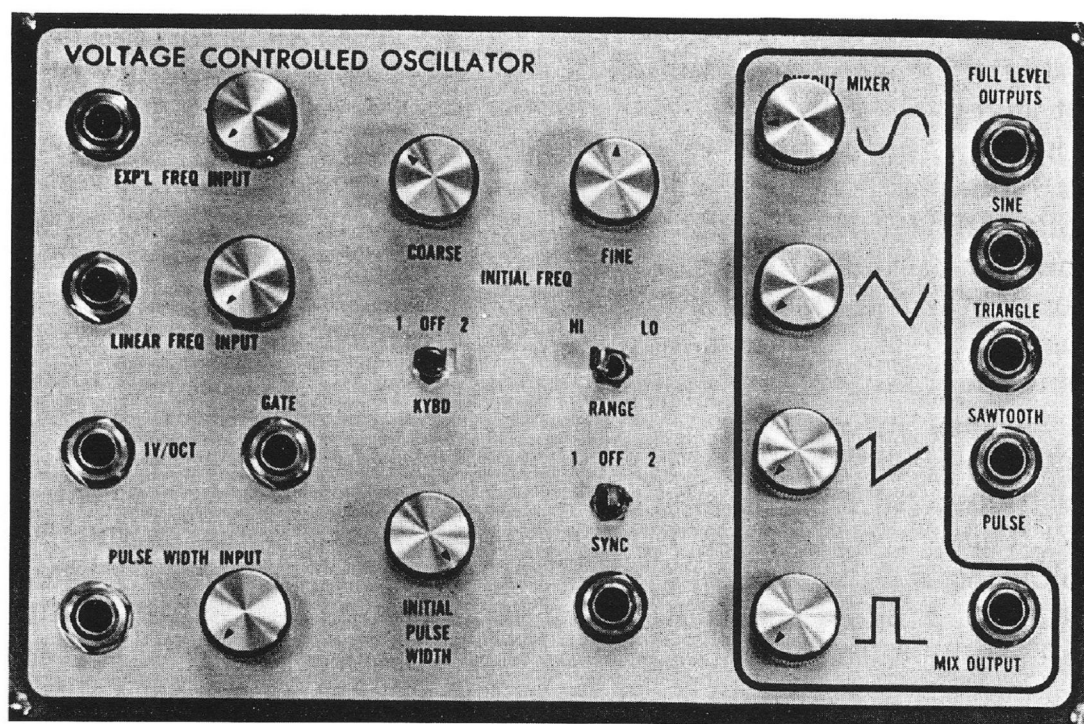 VOLTAGE CONTROLLED OSCILLATOR
EXP'L FREQ INPUT
LINEAR FREQ INPUT
1V/OCT
GATE
PULSE WIDTH INPUT
COARSE
FINE
INITIAL FREQ
1 OFF 2
KYBD
HI LO
RANGE
1 OFF 2
SYNC
INITIAL
PULSE
WIDTH
OUTPUT MIXER
FULL LEVEL
OUTPUTS
SINE
TRIANGLE
SAWTOOTH
PULSE
MIX OUTPUT